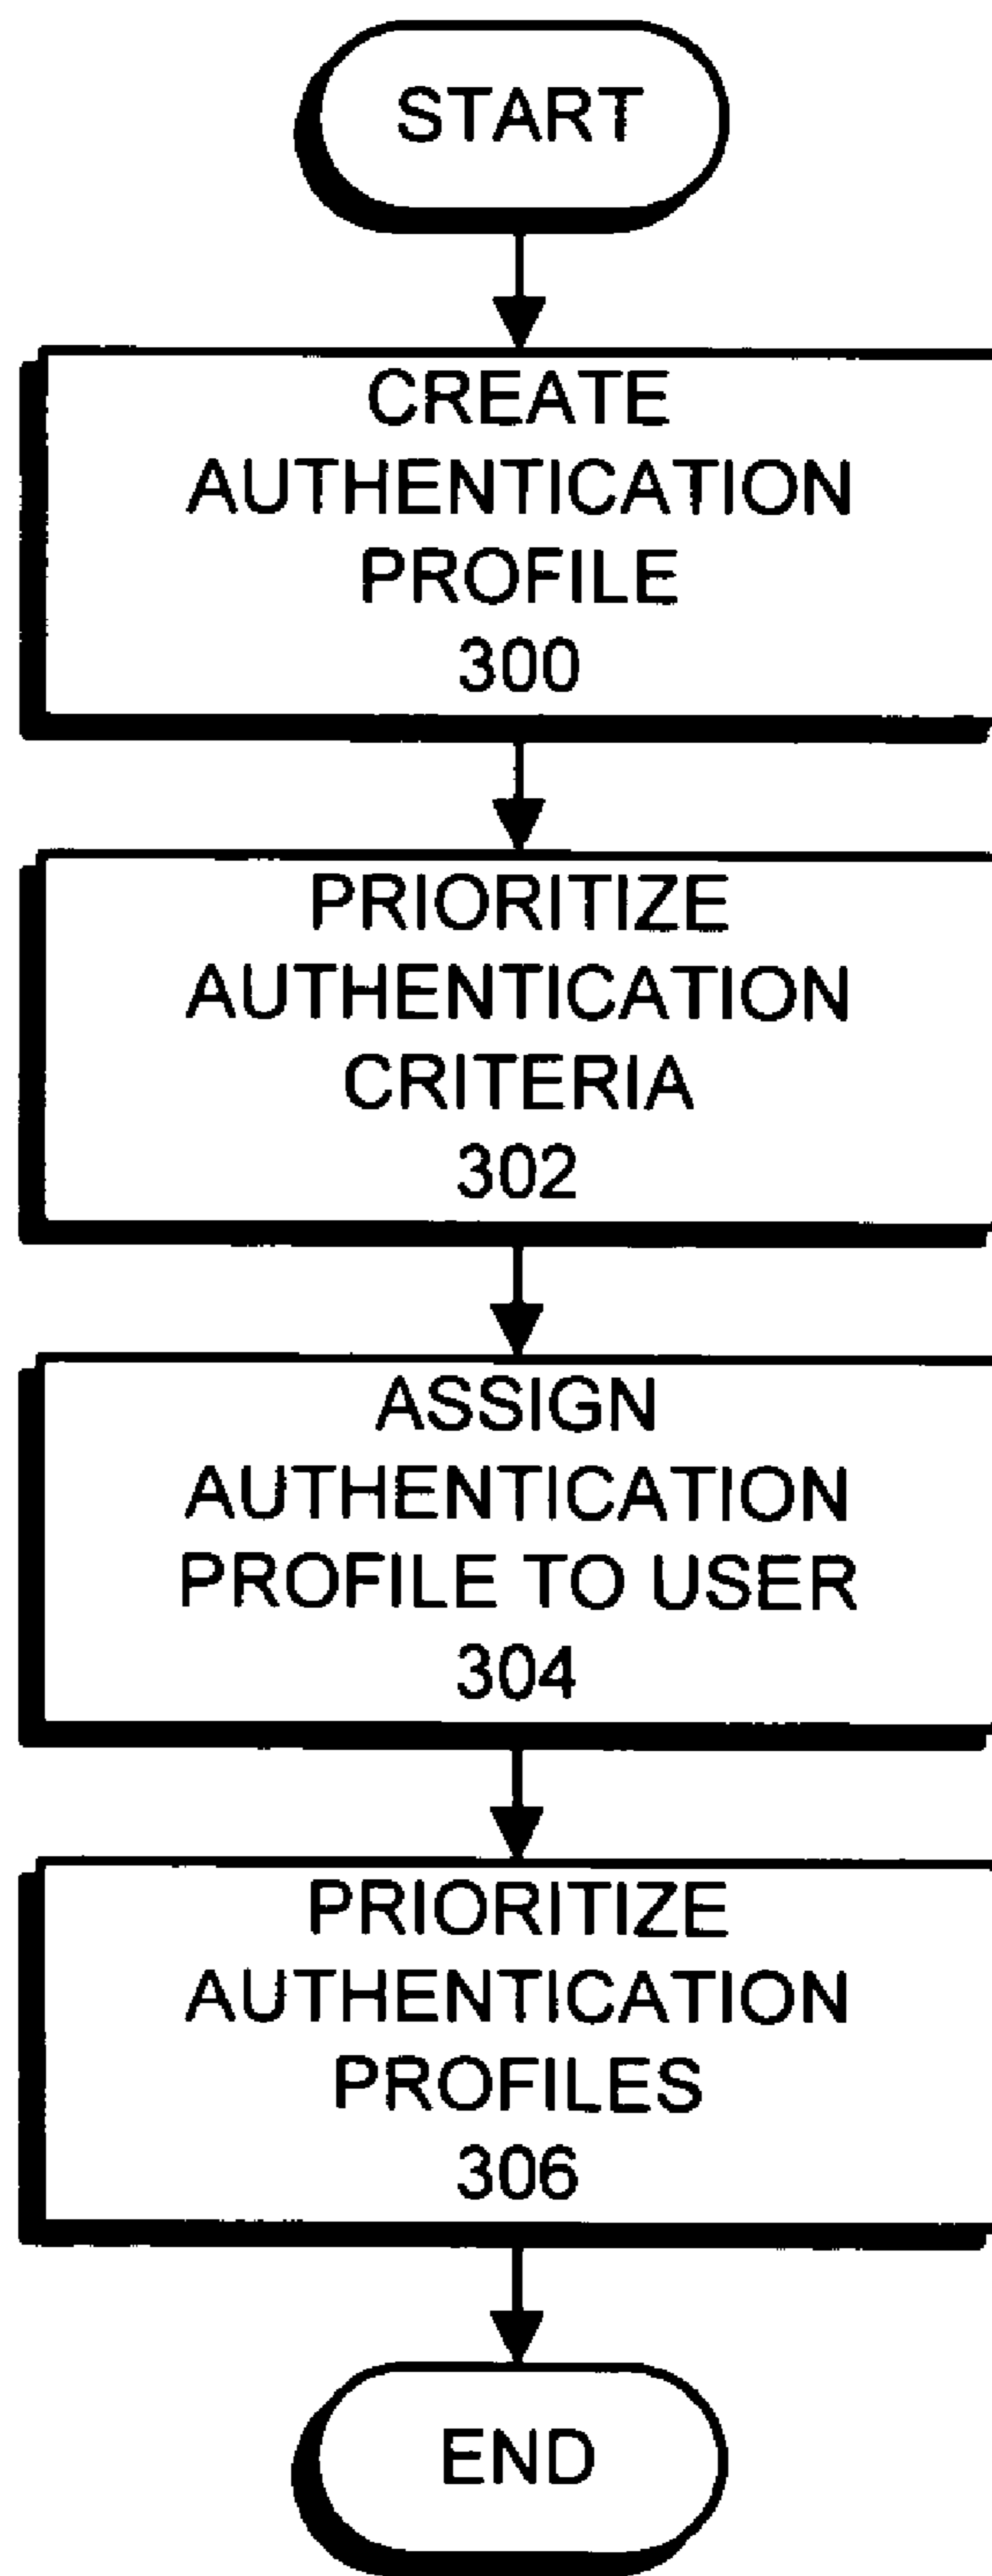 START
CREATE
AUTHENTICATION
PROFILE
300
PRIORITIZE
AUTHENTICATION
CRITERIA
302
ASSIGN
AUTHENTICATION
PROFILE TO USER
304
PRIORITIZE
AUTHENTICATION
PROFILES
306
END